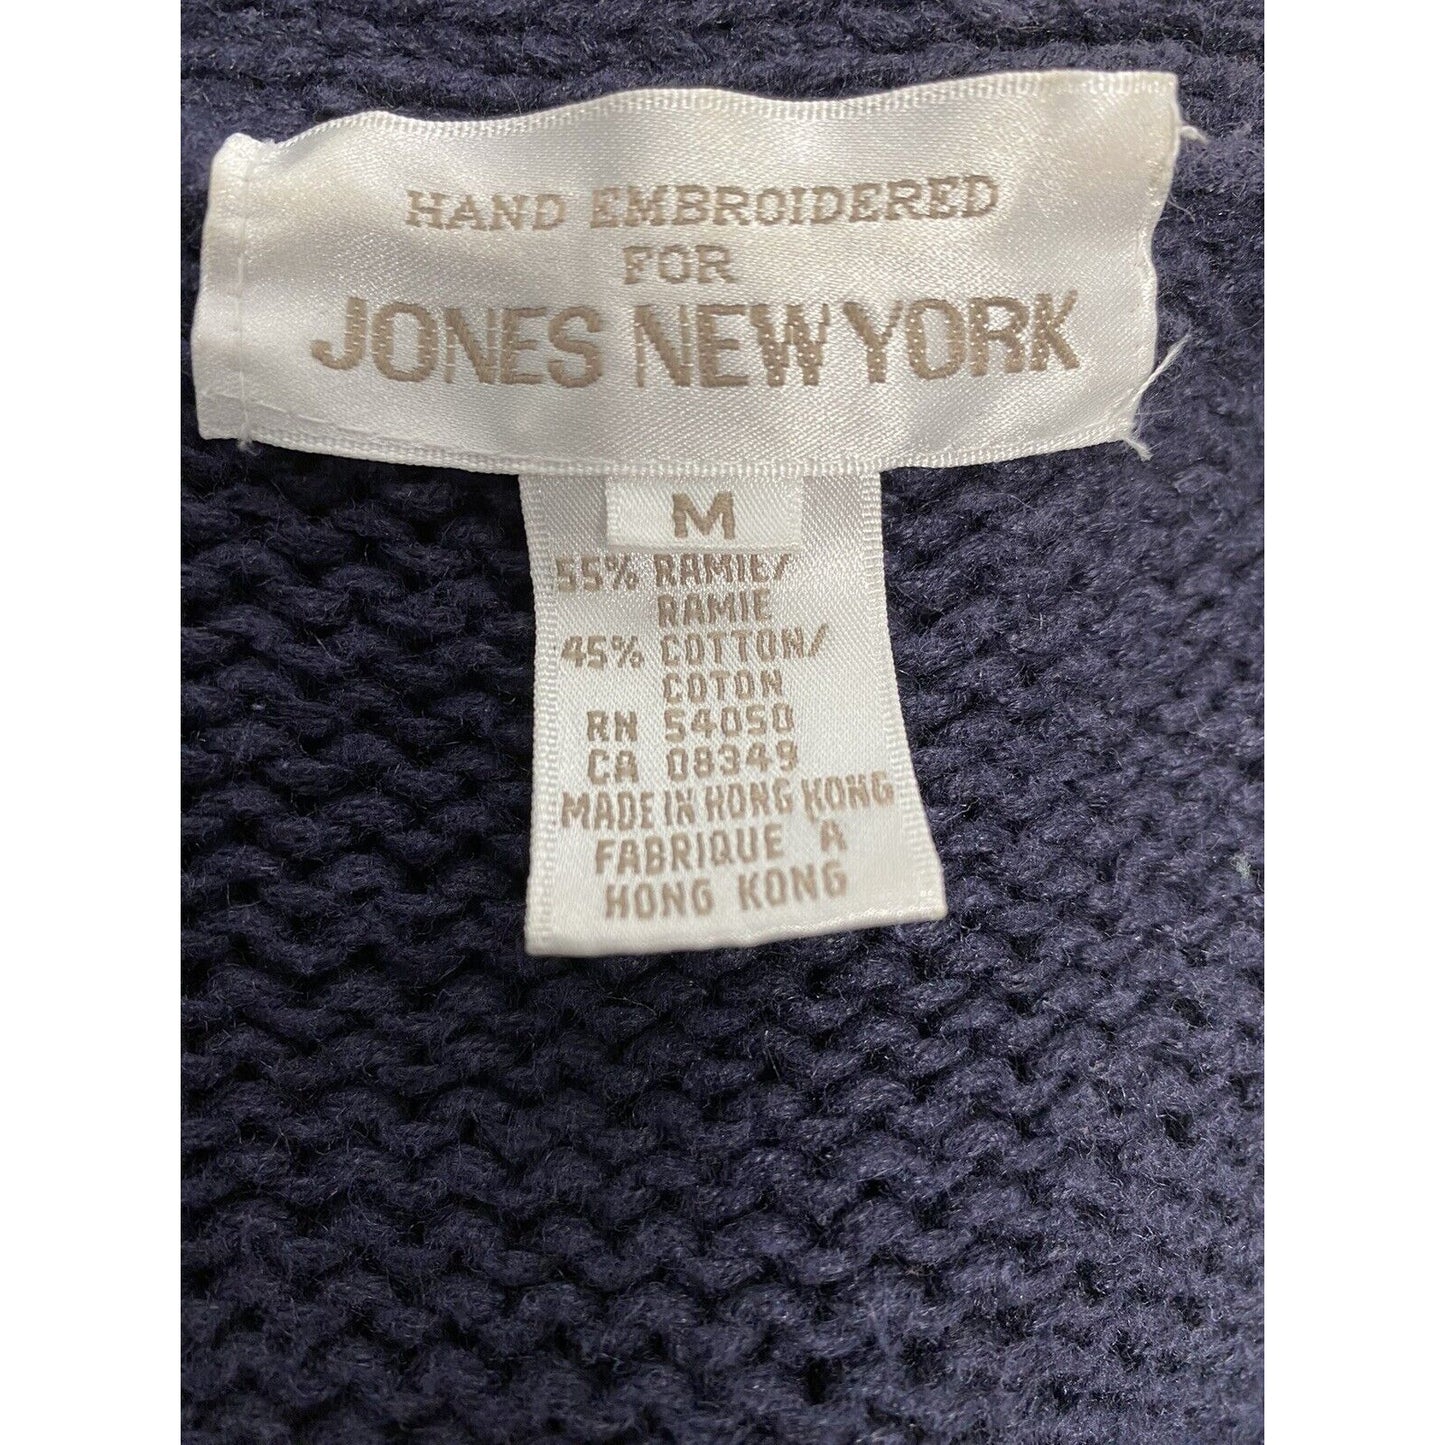 HAND EMBROIDERED
FOR
JONES NEW YORK
M
55% RAMIE/
RAMIE
45% COTTON/
COTON
RN 54050
CA 08349
MADE IN HONG KONG
FABRIQUE A
HONG KONG